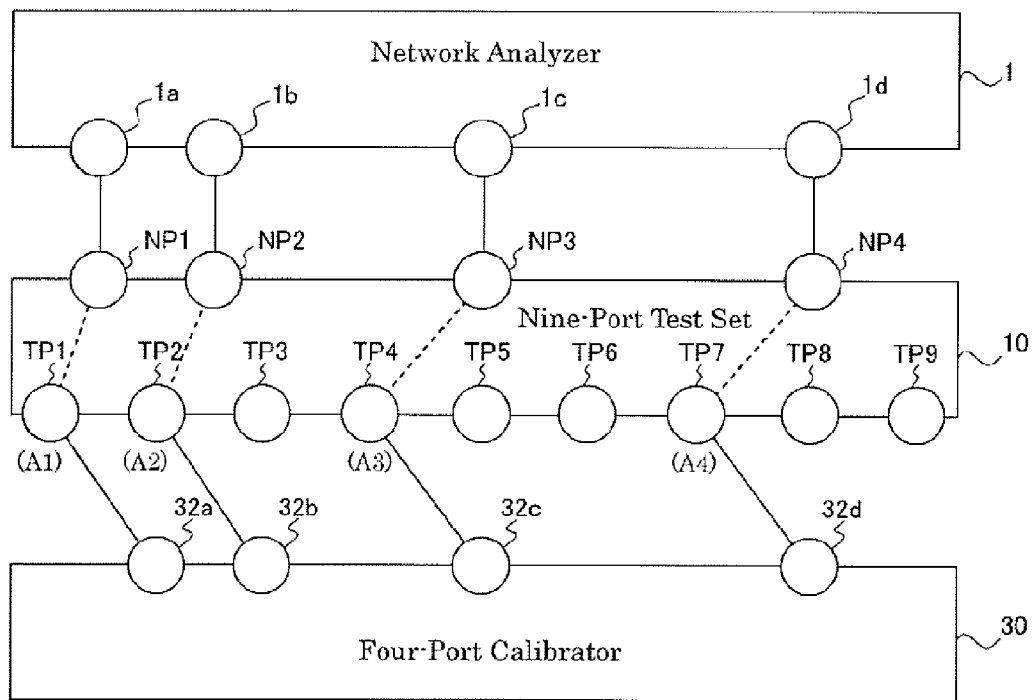 Network Analyzer
1
1a
1b
1c
1d
NP1
NP2
NP3
NP4
Nine-Port Test Set
TP1
TP2
TP3
TP4
TP5
TP6
TP7
TP8
TP9
10
(A1)
(A2)
(A3)
(A4)
32a
32b
32c
32d
Four-Port Calibrator
30